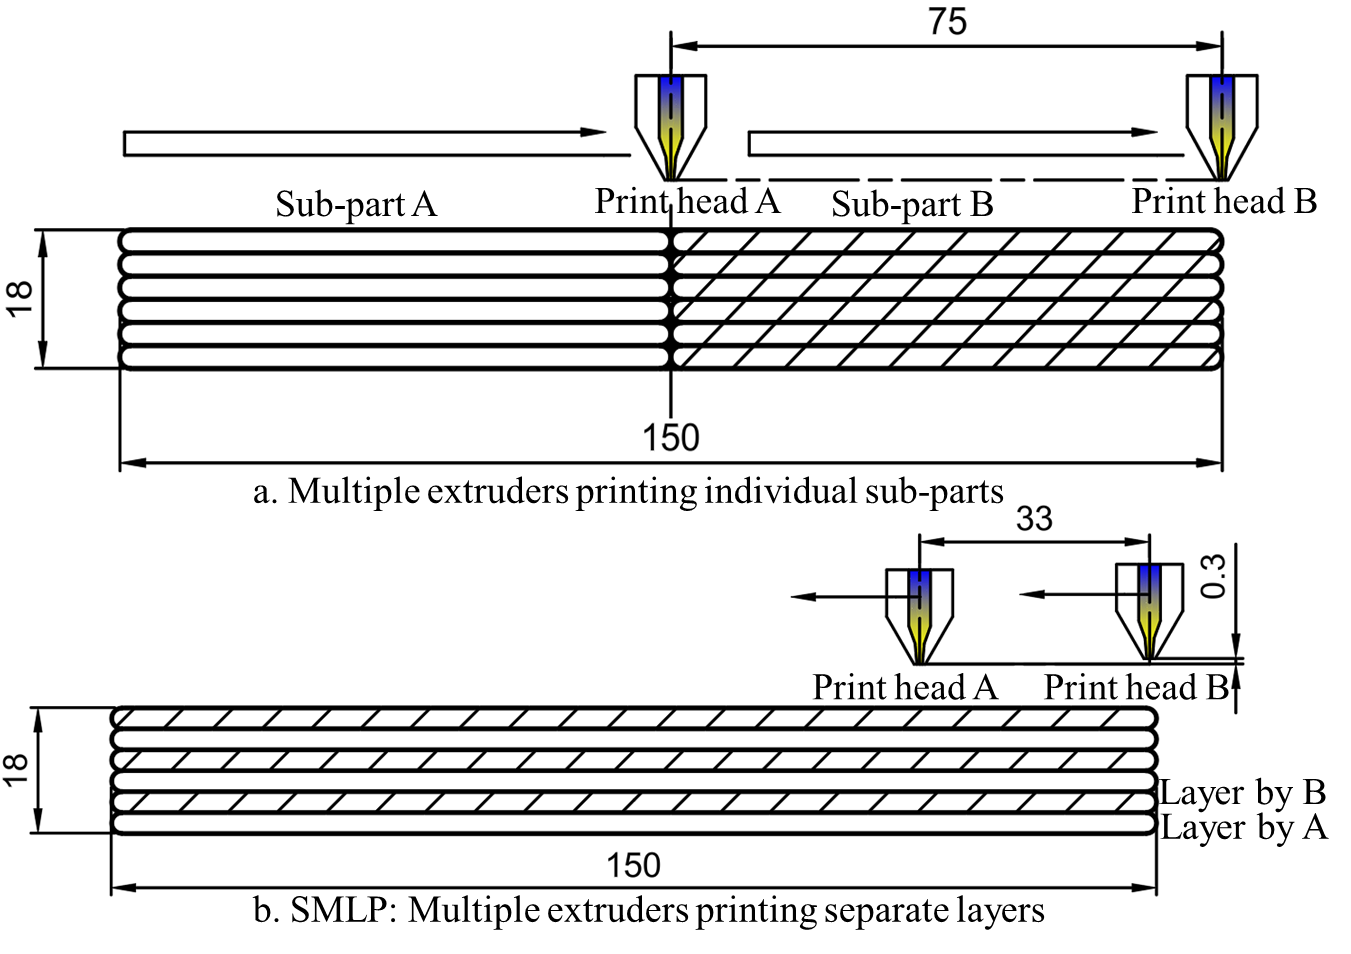 75
Sub-part A
Print head A
Sub-part B
Print head B
18
150
a. Multiple extruders printing individual sub-parts
33
0.3
Print head A
Print head B
18
Layer by B
Layer by A
150
b. SMLP: Multiple extruders printing separate layers